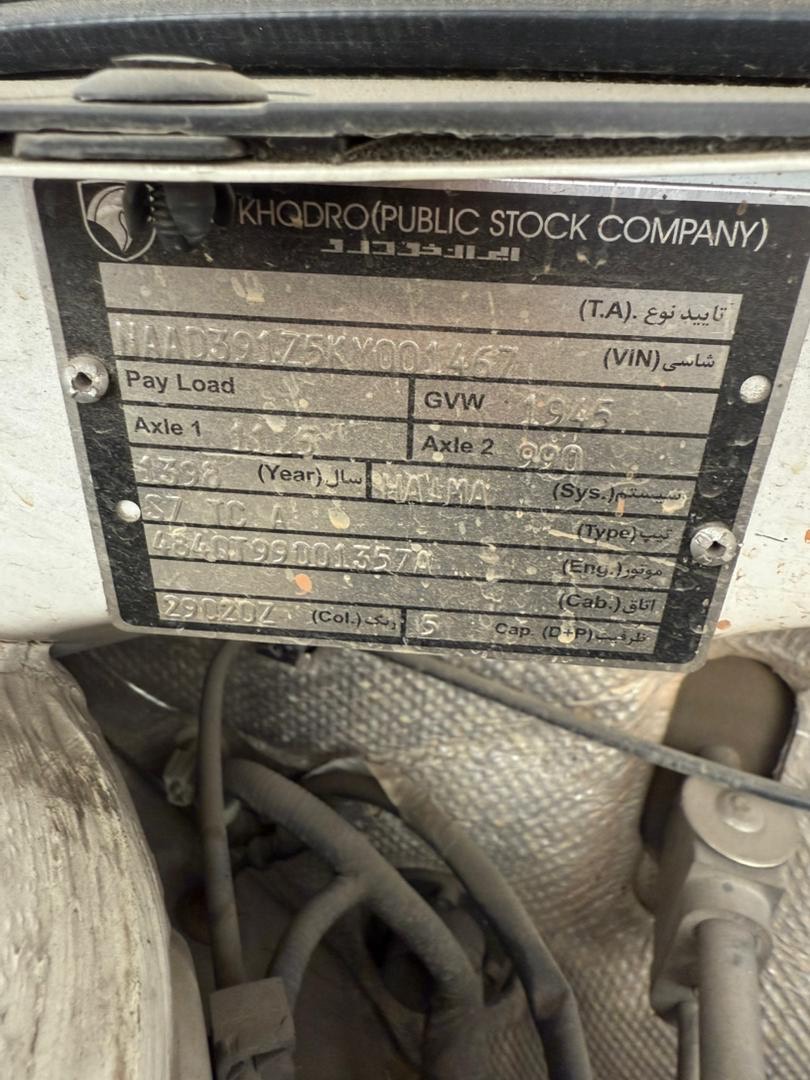 KHODRO(PUBLIC STOCK COMPANY)
ایران خودرو
تایید نوع .(T.A)
NAAD391Z5KY001467 شاسی(VIN)
Pay Load GVW 1945
Axle 1 Axle 2 990
1398 سال(Year) HAIMA سیستم(Sys.)
S7 TC A تیپ(Type)
484QT99001357A موتور(Eng.)
اتاق(Cab.)
29020Z رنگ(Col.) 5 ظرفیت(Cap. (D+P